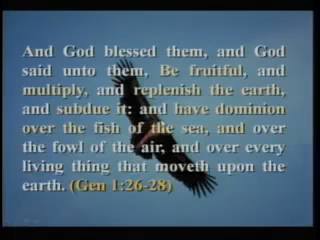 And God blessed them, and God
said unto them, Be fruitful, and
multiply, and replenish the earth,
and subdue it: and have dominion
over the fish of the sea, and over
the fowl of the air, and over every
living thing that moveth upon the
earth. (Gen 1:26-28)